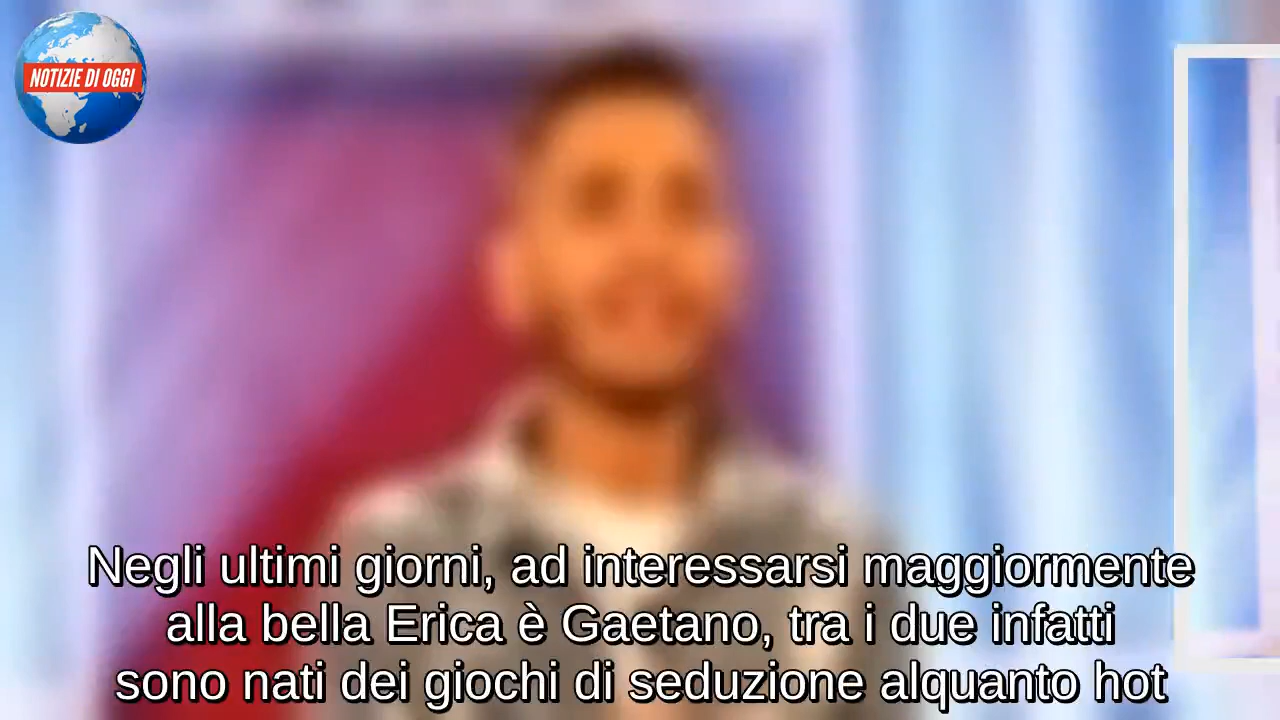 NOTIZIE DI OGGI
Negli ultimi giorni, ad interessarsi maggiormente
alla bella Erica è Gaetano, tra i due infatti
sono nati dei giochi di seduzione alquanto hot